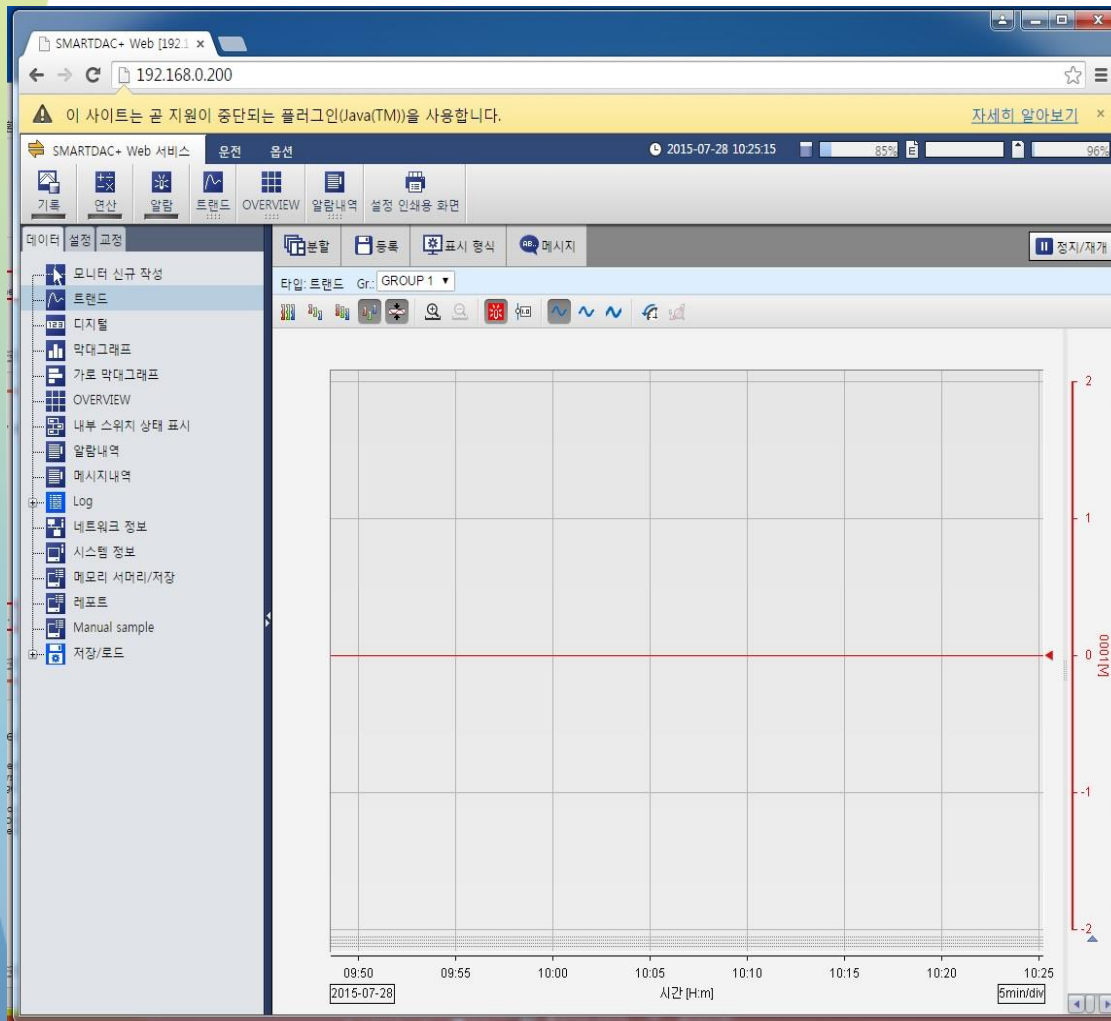 SMARTDAC+ Web [192.1
192.168.0.200
이 사이트는 곧 지원이 중단되는 플러그인(Java(TM))을 사용합니다. 자세히 알아보기
SMARTDAC+ Web 서비스 운전 옵션 2015-07-28 10:25:15 85% E 96%
기록 연산 알람 트랜드 OVERVIEW 알람내역 설정 인쇄용 화면
데이터 설정 교정
분할 등록 표시 형식 메시지 정지/재개
타입: 트랜드 Gr.: GROUP 1
모니터 신규 작성
트랜드
디지털
막대그래프
가로 막대그래프
OVERVIEW
내부 스위치 상태 표시
알람내역
메시지내역
Log
네트워크 정보
시스템 정보
메모리 서머리/저장
레포트
Manual sample
저장/로드
2
1
0
-1
-2
0001M
09:50 09:55 10:00 10:05 10:10 10:15 10:20 10:25
2015-07-28 시간 [H:m] 5min/div